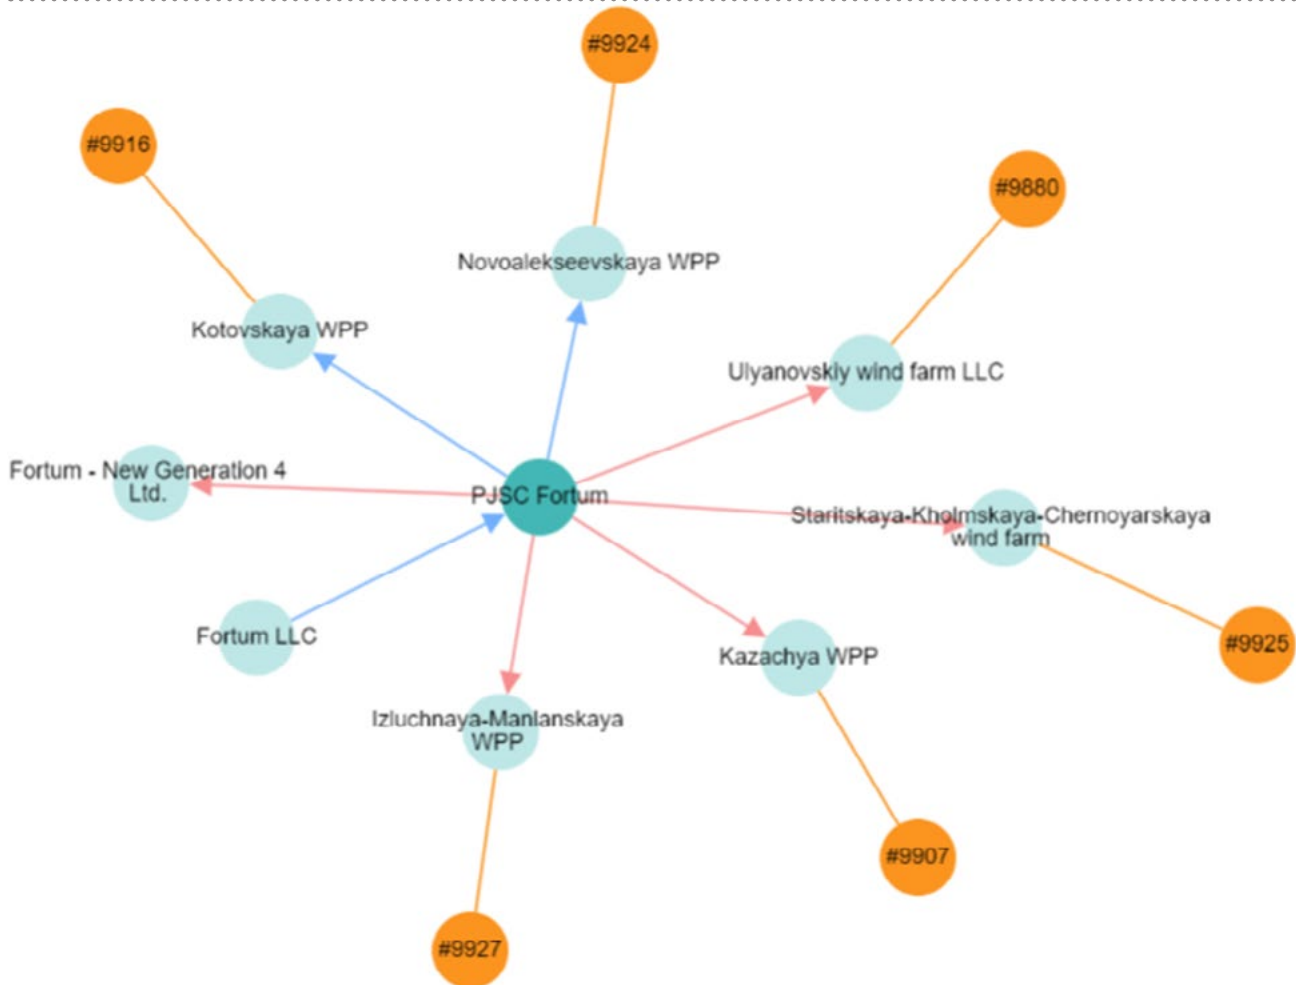 #9924
#9916
#9880
Novoalekseevskaya WPP
Kotovskaya WPP
Ulyanovskiy wind farm LLC
Fortum - New Generation 4
Ltd.
PJSC Fortum
Staritskaya-Kholmskaya-Chernoyarskaya
wind farm
Fortum LLC
Kazachya WPP
#9925
Izluchnaya-Manlanskaya
WPP
#9907
#9927